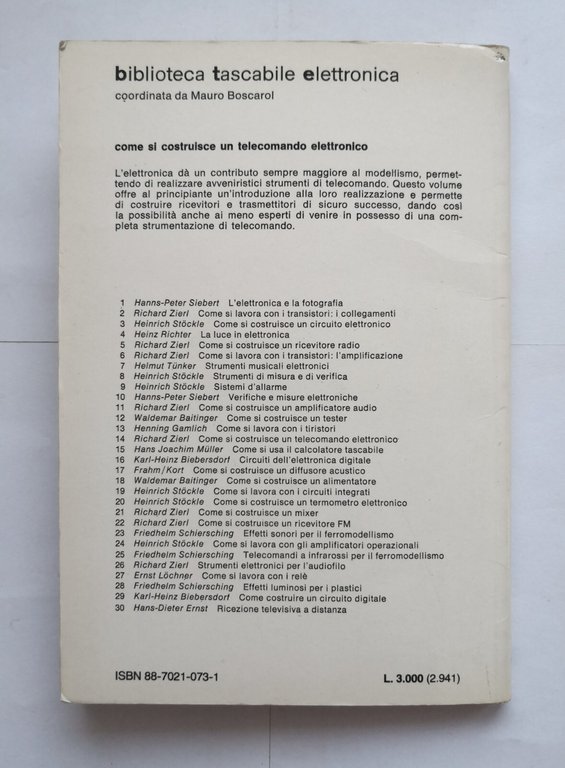 biblioteca tascabile elettronica
coordinata da Mauro Boscarol
come si costruisce un telecomando elettronico
L'elettronica dà un contributo sempre maggiore al modellismo, permet-
tendo di realizzare avveniristici strumenti di telecomando. Questo volume
offre al principiante un'introduzione alla loro realizzazione e permette
di costruire ricevitori e trasmettitori di sicuro successo, dando così
la possibilità anche ai meno esperti di venire in possesso di una com-
pleta strumentazione di telecomando.
1 Hanns-Peter Siebert L'elettronica e la fotografia
2 Richard Zierl Come si lavora con i transistori: i collegamenti
3 Heinrich Stöckle Come si costruisce un circuito elettronico
4 Heinz Richter La luce in elettronica
5 Richard Zierl Come si costruisce un ricevitore radio
6 Richard Zierl Come si lavora con i transistori: l'amplificazione
7 Helmut Tünker Strumenti musicali elettronici
8 Heinrich Stöckle Strumenti di misura e di verifica
9 Heinrich Stöckle Sistemi d'allarme
10 Hanns-Peter Siebert Verifiche e misure elettroniche
11 Richard Zierl Come si costruisce un amplificatore audio
12 Waldemar Baitinger Come si costruisce un tester
13 Henning Gamlich Come si lavora con i tiristori
14 Richard Zierl Come si costruisce un telecomando elettronico
15 Hans Joachim Müller Come si usa il calcolatore tascabile
16 Karl-Heinz Biebersdorf Circuiti dell'elettronica digitale
17 Frahm/Kort Come si costruisce un diffusore acustico
18 Waldemar Baitinger Come si costruisce un alimentatore
19 Heinrich Stöckle Come si lavora con i circuiti integrati
20 Heinrich Stöckle Come si costruisce un termometro elettronico
21 Richard Zierl Come si costruisce un mixer
22 Richard Zierl Come si costruisce un ricevitore FM
23 Friedhelm Schiersching Effetti sonori per il ferromodellismo
24 Heinrich Stöckle Come si lavora con gli amplificatori operazionali
25 Friedhelm Schiersching Telecomandi a infrarossi per il ferromodellismo
26 Richard Zierl Strumenti elettronici per l'audiofilo
27 Ernst Löchner Come si lavora con i relè
28 Friedhelm Schiersching Effetti luminosi per i plastici
29 Karl-Heinz Biebersdorf Come costruire un circuito digitale
30 Hans-Dieter Ernst Ricezione televisiva a distanza
ISBN 88-7021-073-1 L. 3.000 (2.941)